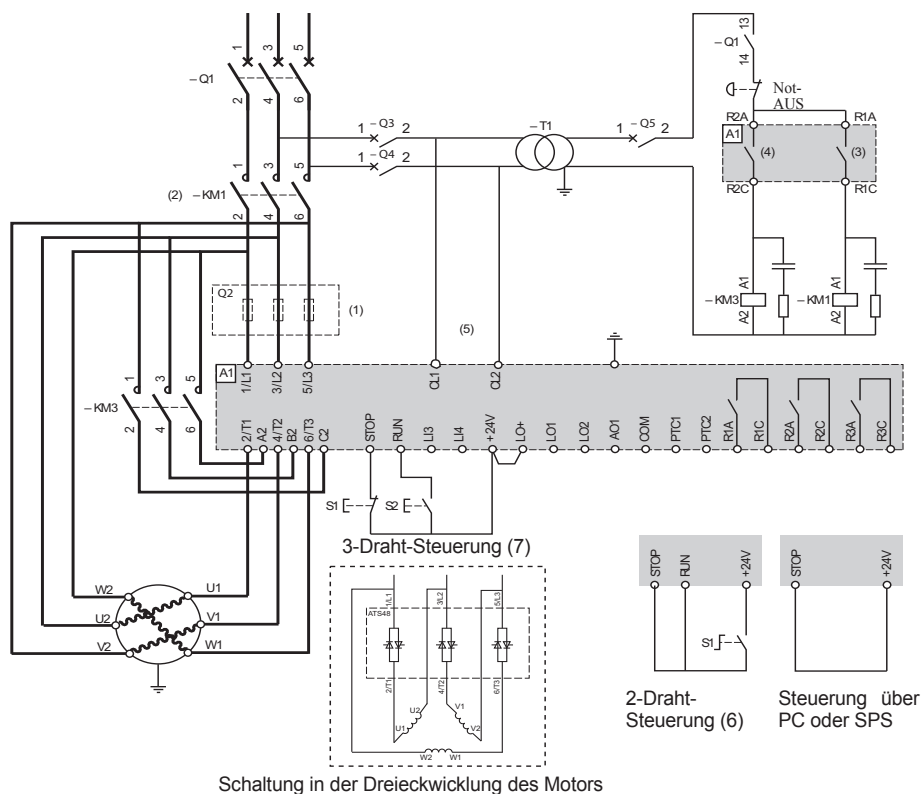 1 3 5
– Q1
2 4 6
1 – Q3 2
1 – Q4 2
– T1
1 – Q5 2
13
– Q1
14
Not-
AUS
R2A R1A
A1
(4) (3)
R2C R1C
1 3 5
(2) – KM1
2 4 6
A1 A1
– KM3 – KM1
A2 A2
Q2
(1)
(5)
A1
1/L1 3/L2 5/L3 CL1 CL2
1 3 5
– KM3
2 4 6
2/T1 A2 4/T2 B2 6/T3 C2 STOP RUN LI3 LI4 +24V LO+ LO1 LO2 AO1 COM PTC1 PTC2 R1A R1C R2A R2C R3A R3C
S1 S2
3-Draht-Steuerung (7)
W2 U1
U2 V1
V2 W1
1/L1 3/L2 5/L3
ATS48
2/T1 4/T2 6/T3
U1 U2 V1 V2
W2 W1
Schaltung in der Dreieckwicklung des Motors
STOP RUN +24V
S1
2-Draht-
Steuerung (6)
STOP +24V
Steuerung über
PC oder SPS